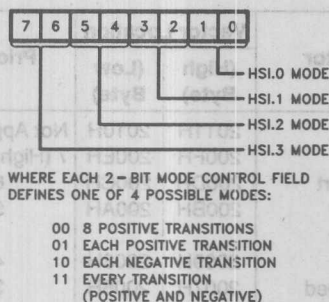 7 6 5 4 3 2 1 0
HSI.0 MODE
HSI.1 MODE
HSI.2 MODE
HSI.3 MODE
WHERE EACH 2-BIT MODE CONTROL FIELD
DEFINES ONE OF 4 POSSIBLE MODES:
00 8 POSITIVE TRANSITIONS
01 EACH POSITIVE TRANSITION
10 EACH NEGATIVE TRANSITION
11 EVERY TRANSITION
(POSITIVE AND NEGATIVE)